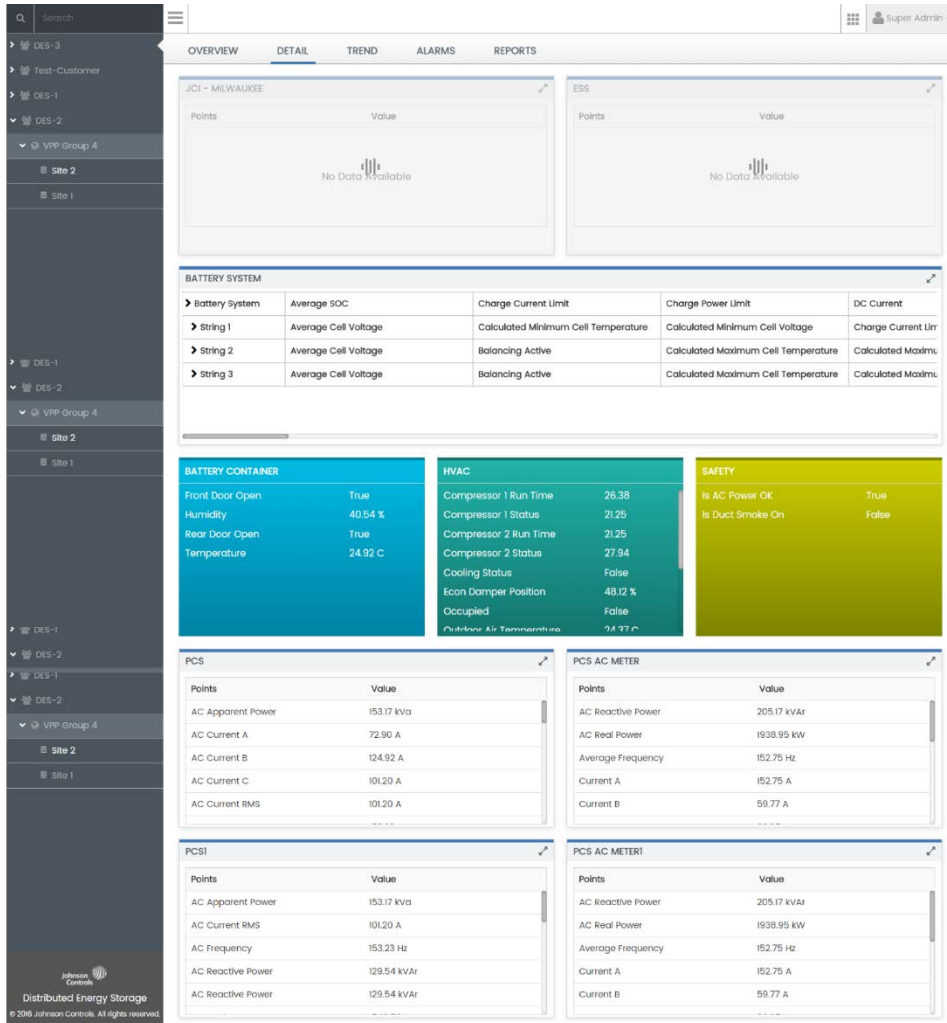 Search
Super Admin
DES-3
Test-Customer
DES-1
DES-2
VPP Group 4
Site 2
Site 1
DES-1
DES-2
VPP Group 4
Site 2
Site 1
DES-1
DES-2
DES-1
DES-2
VPP Group 4
Site 2
Site 1
Johnson Controls
Distributed Energy Storage
© 2016 Johnson Controls. All rights reserved.
OVERVIEW DETAIL TREND ALARMS REPORTS
JCI - MILWAUKEE
Points Value
No Data Available
ESS
Points Value
No Data Available
BATTERY SYSTEM
Battery System Average SOC Charge Current Limit Charge Power Limit DC Current
String 1 Average Cell Voltage Calculated Minimum Cell Temperature Calculated Minimum Cell Voltage Charge Current Lim
String 2 Average Cell Voltage Balancing Active Calculated Maximum Cell Temperature Calculated Maximu
String 3 Average Cell Voltage Balancing Active Calculated Maximum Cell Temperature Calculated Maximu
BATTERY CONTAINER
Front Door Open True
Humidity 40.54 %
Rear Door Open True
Temperature 24.92 C
HVAC
Compressor 1 Run Time 26.38
Compressor 1 Status 21.25
Compressor 2 Run Time 21.25
Compressor 2 Status 27.94
Cooling Status False
Econ Damper Position 48.12 %
Occupied False
Outdoor Air Temperature 24.37 C
SAFETY
Is AC Power OK True
Is Duct Smoke On False
PCS
Points Value
AC Apparent Power 153.17 kVa
AC Current A 72.90 A
AC Current B 124.92 A
AC Current C 101.20 A
AC Current RMS 101.20 A
PCS AC METER
Points Value
AC Reactive Power 205.17 kVAr
AC Real Power 1938.95 kW
Average Frequency 152.75 Hz
Current A 152.75 A
Current B 59.77 A
PCS1
Points Value
AC Apparent Power 153.17 kVa
AC Current RMS 101.20 A
AC Frequency 153.23 Hz
AC Reactive Power 129.54 kVAr
AC Reactive Power 129.54 kVAr
PCS AC METER1
Points Value
AC Reactive Power 205.17 kVAr
AC Real Power 1938.95 kW
Average Frequency 152.75 Hz
Current A 152.75 A
Current B 59.77 A